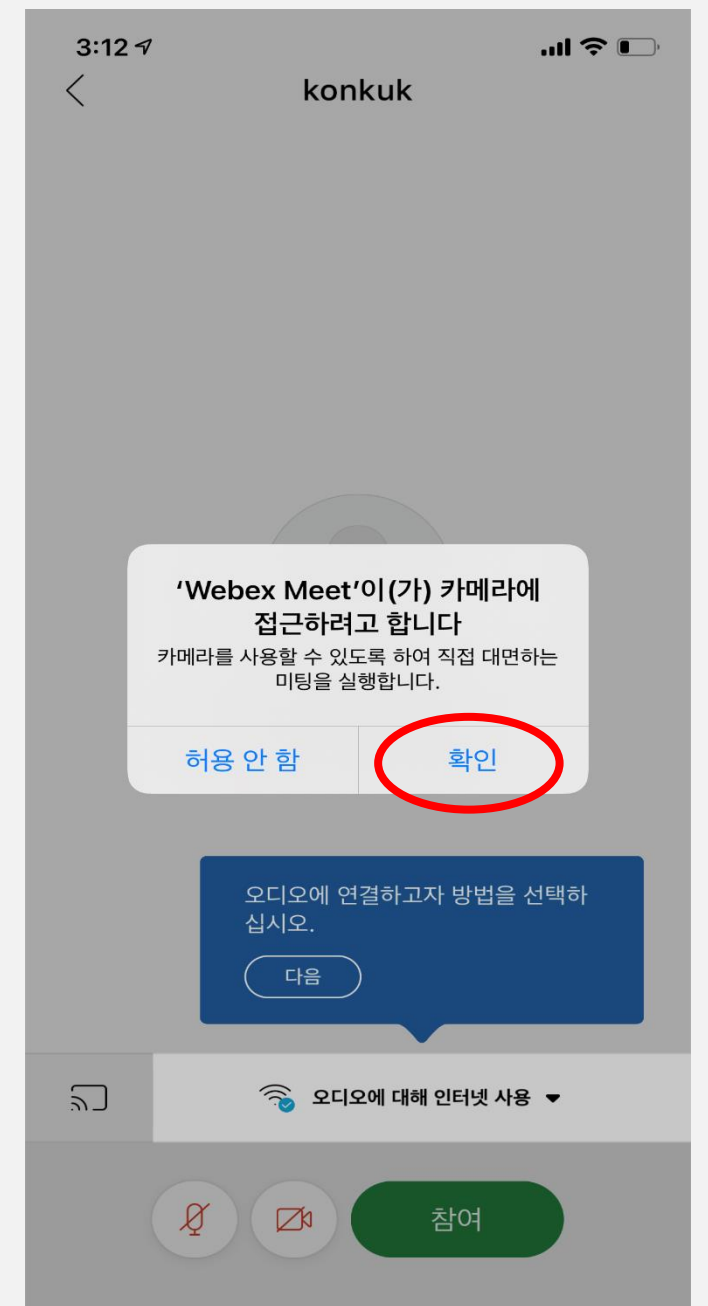 3:12
konkuk
‘Webex Meet’이(가) 카메라에
접근하려고 합니다
카메라를 사용할 수 있도록 하여 직접 대면하는
미팅을 실행합니다.
허용 안 함
확인
오디오에 연결하고자 방법을 선택하
십시오.
다음
오디오에 대해 인터넷 사용
참여